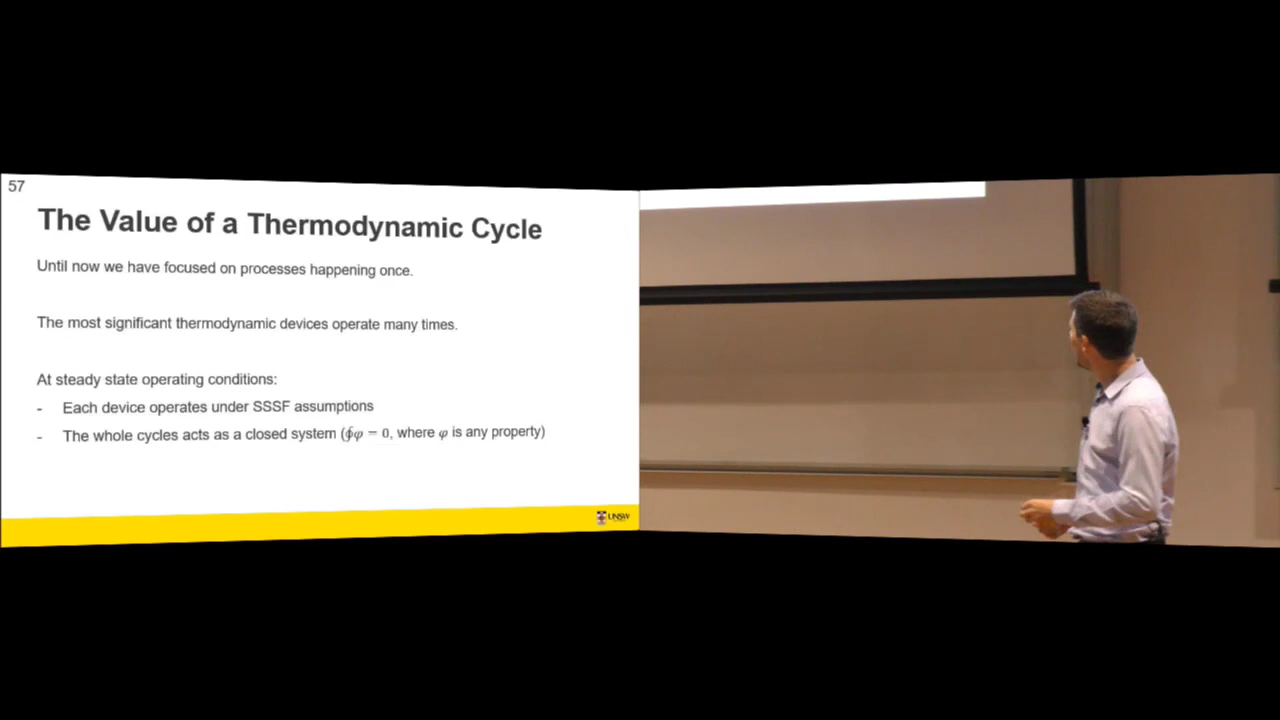 57
The Value of a Thermodynamic Cycle
Until now we have focused on processes happening once.
The most significant thermodynamic devices operate many times.
At steady state operating conditions:
- Each device operates under SSSF assumptions
- The whole cycles acts as a closed system (∮φ = 0, where φ is any property)
UNSW